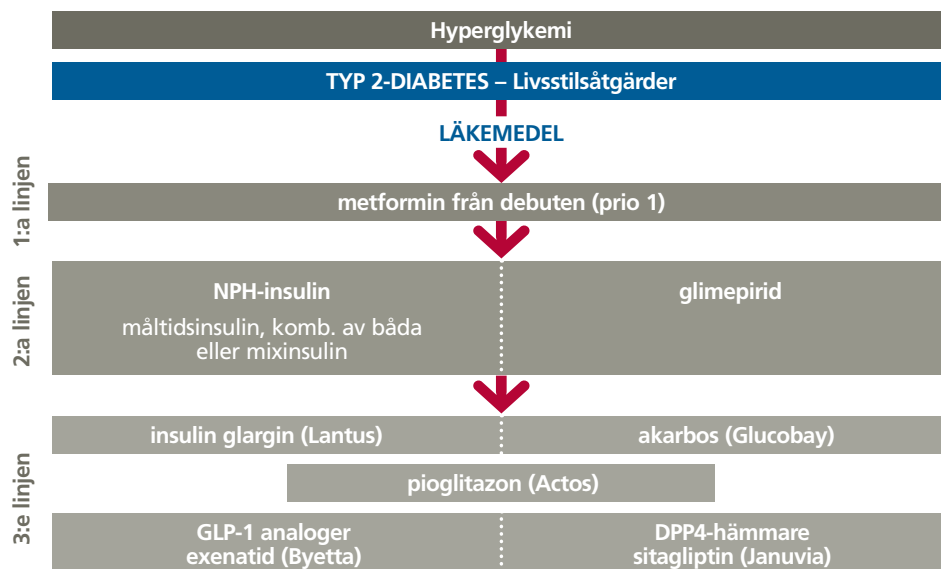 Hyperglykemi
TYP 2-DIABETES – Livsstilsåtgärder
LÄKEMEDEL
1:a linjen
metformin från debuten (prio 1)
2:a linjen
NPH-insulin
måltidsinsulin, komb. av båda
eller mixinsulin
glimepirid
3:e linjen
insulin glargin (Lantus)
akarbos (Glucobay)
pioglitazon (Actos)
GLP-1 analoger
exenatid (Byetta)
DPP4-hämmare
sitagliptin (Januvia)